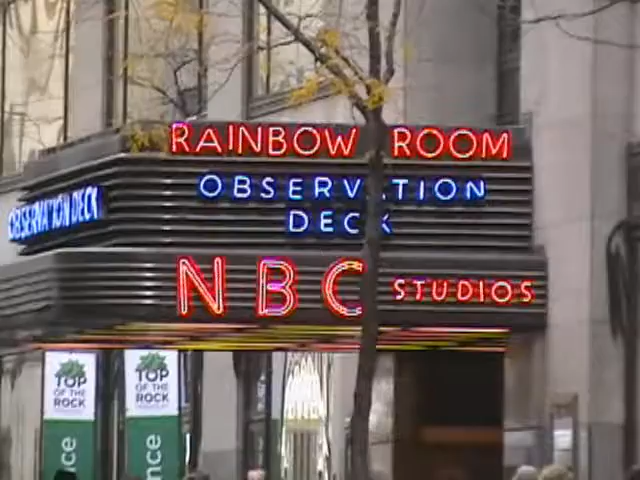 RAINBOW ROOM
OBSERVATION
DECK
OBSERVATION DECK
NBC STUDIOS
TOP
OF THE
ROCK
TOP
OF THE
ROCK
nce
nce